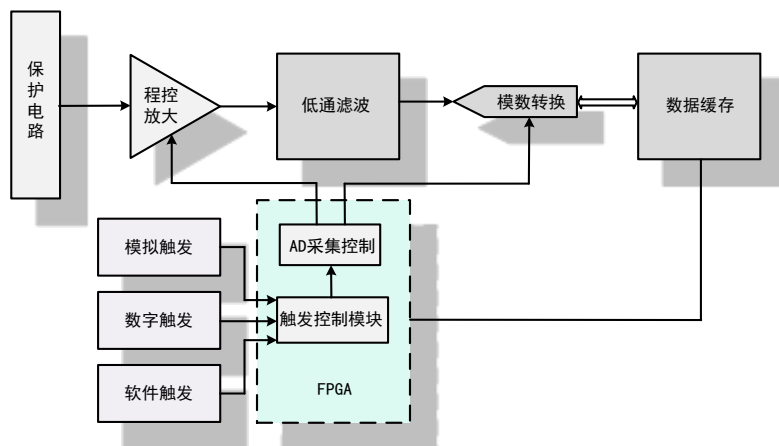 保护电路
程控
放大
低通滤波
模数转换
数据缓存
模拟触发
数字触发
软件触发
AD采集控制
触发控制模块
FPGA